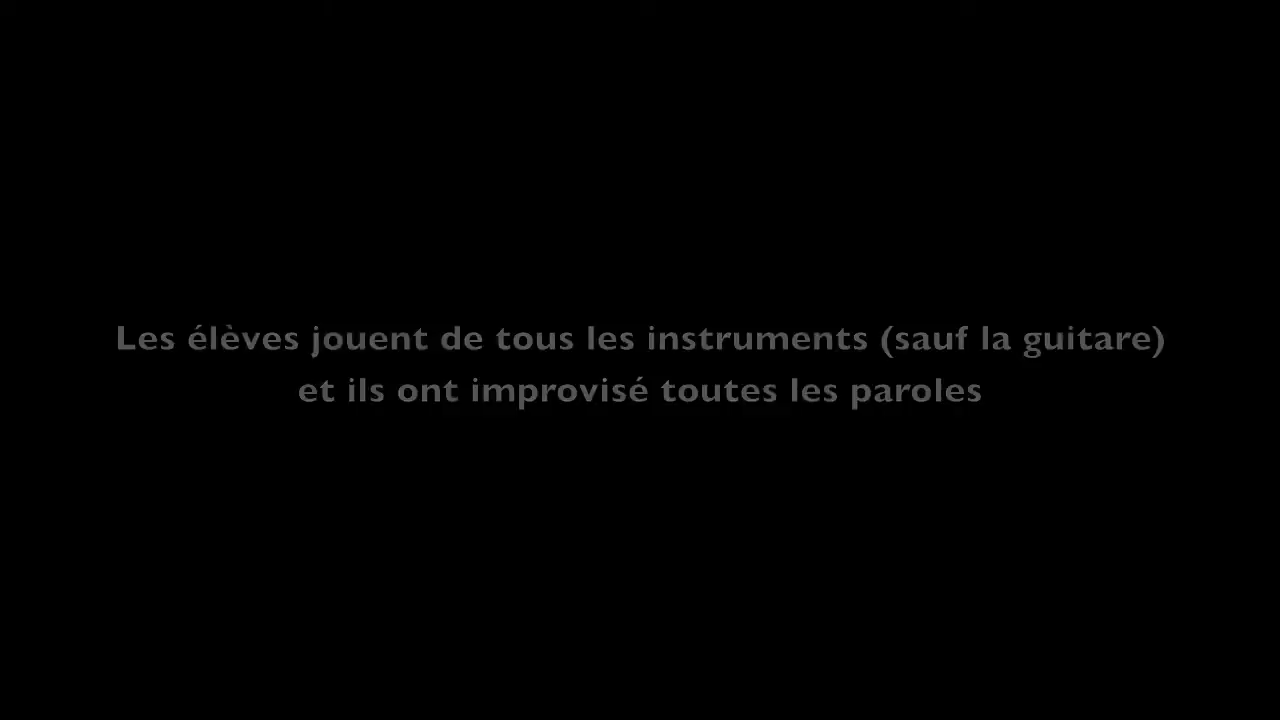 Les élèves jouent de tous les instruments (sauf la guitare)
et ils ont improvisé toutes les paroles